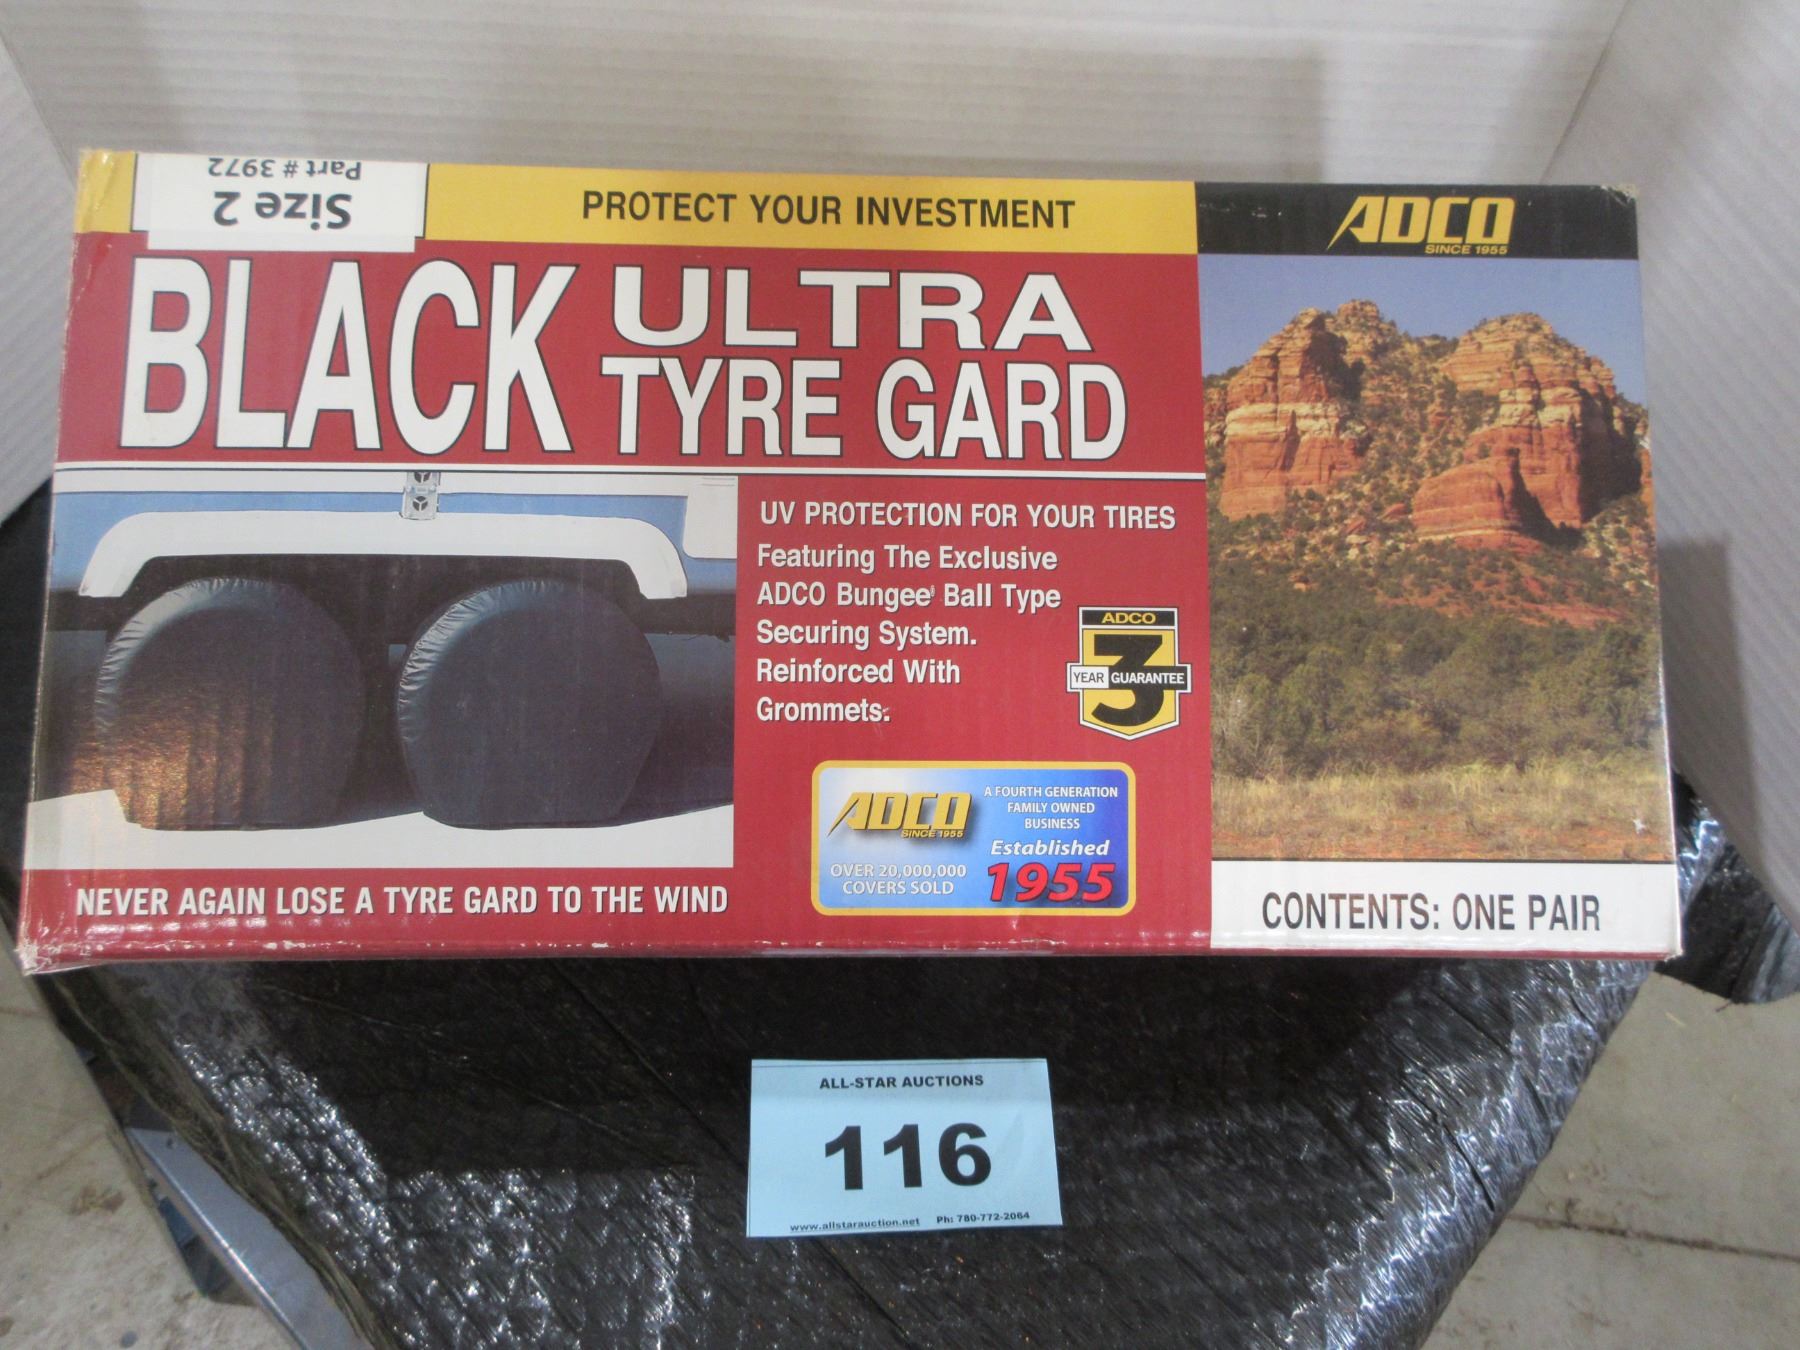 Size 2
Part # 3972
PROTECT YOUR INVESTMENT
ADCO
SINCE 1955
BLACK ULTRA
TYRE GARD
UV PROTECTION FOR YOUR TIRES
Featuring The Exclusive
ADCO Bungee® Ball Type
Securing System.
Reinforced With
Grommets.
ADCO
3
YEAR GUARANTEE
ADCO
SINCE 1955
OVER 20,000,000
COVERS SOLD
A FOURTH GENERATION
FAMILY OWNED
BUSINESS
Established
1955
NEVER AGAIN LOSE A TYRE GARD TO THE WIND
CONTENTS: ONE PAIR
ALL-STAR AUCTIONS
116
www.allstarauction.net Ph: 780-772-2064